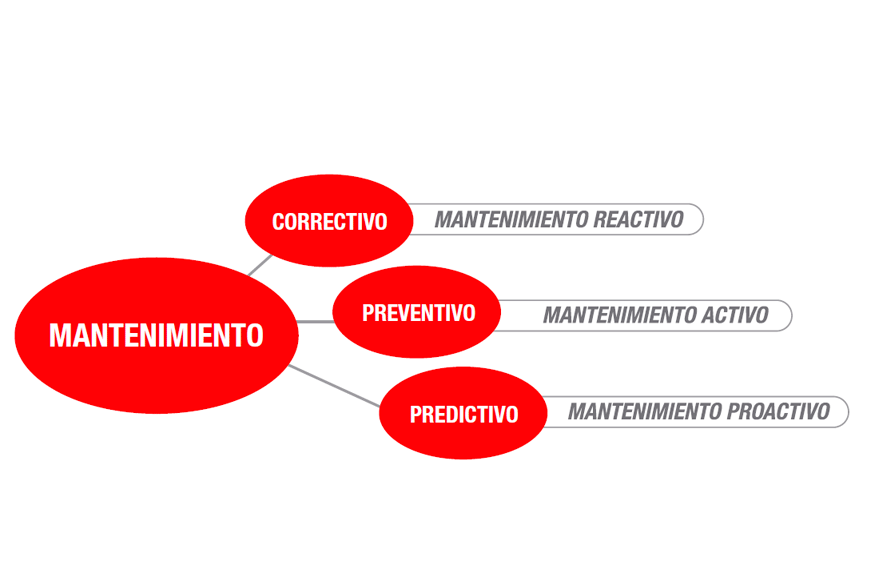 CORRECTIVO
MANTENIMIENTO REACTIVO
MANTENIMIENTO
PREVENTIVO
MANTENIMIENTO ACTIVO
PREDICTIVO
MANTENIMIENTO PROACTIVO